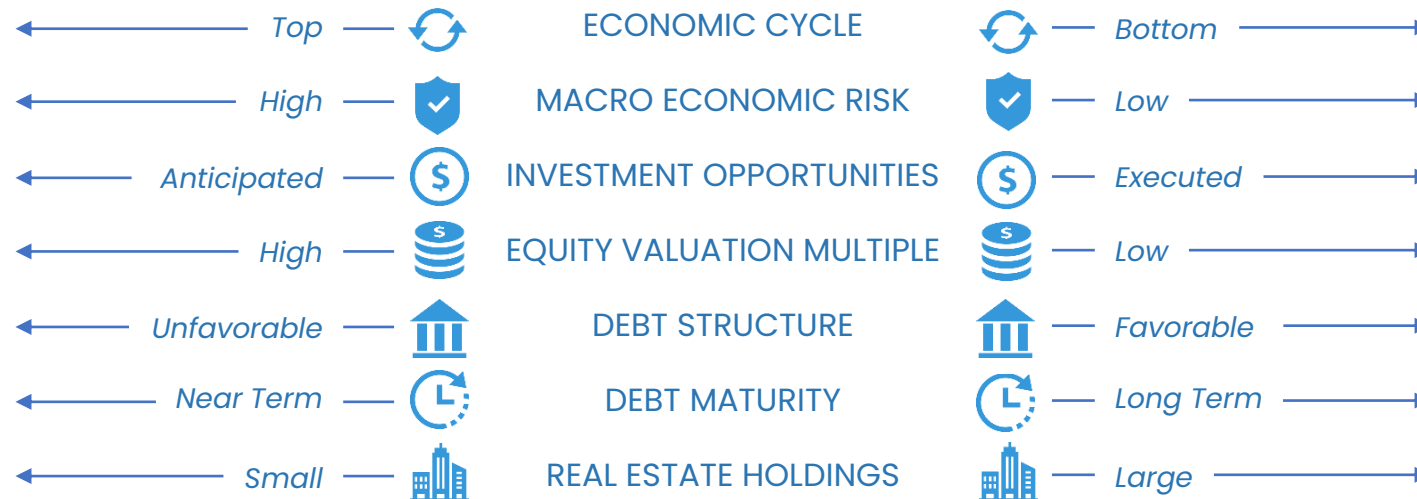 Top ECONOMIC CYCLE Bottom
High MACRO ECONOMIC RISK Low
Anticipated $ INVESTMENT OPPORTUNITIES $ Executed
High $ EQUITY VALUATION MULTIPLE $ Low
Unfavorable DEBT STRUCTURE Favorable
Near Term DEBT MATURITY Long Term
Small REAL ESTATE HOLDINGS Large